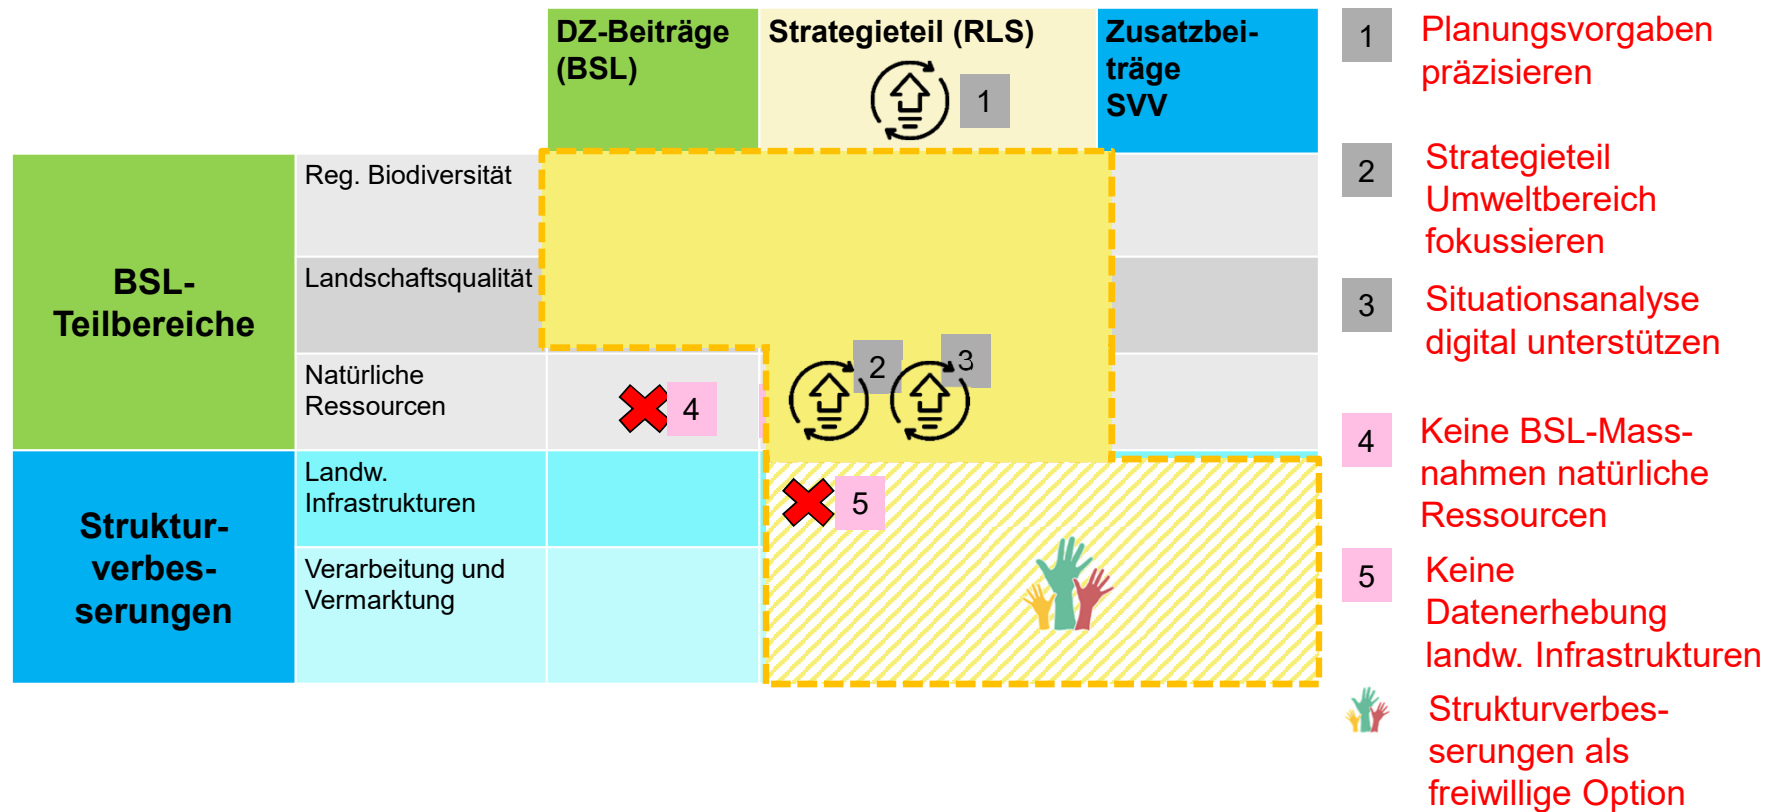 DZ-Beiträge
(BSL)
Strategieteil (RLS)
1
Zusatzbei-
träge
SVV
BSL-
Teilbereiche
Reg. Biodiversität
Landschaftsqualität
Natürliche
Ressourcen
4
2
3
Struktur-
verbes-
serungen
Landw.
Infrastrukturen
5
Verarbeitung und
Vermarktung
1
Planungsvorgaben
präzisieren
2
Strategieteil
Umweltbereich
fokussieren
3
Situationsanalyse
digital unterstützen
4
Keine BSL-Mass-
nahmen natürliche
Ressourcen
5
Keine
Datenerhebung
landw. Infrastrukturen
Strukturverbes-
serungen als
freiwillige Option